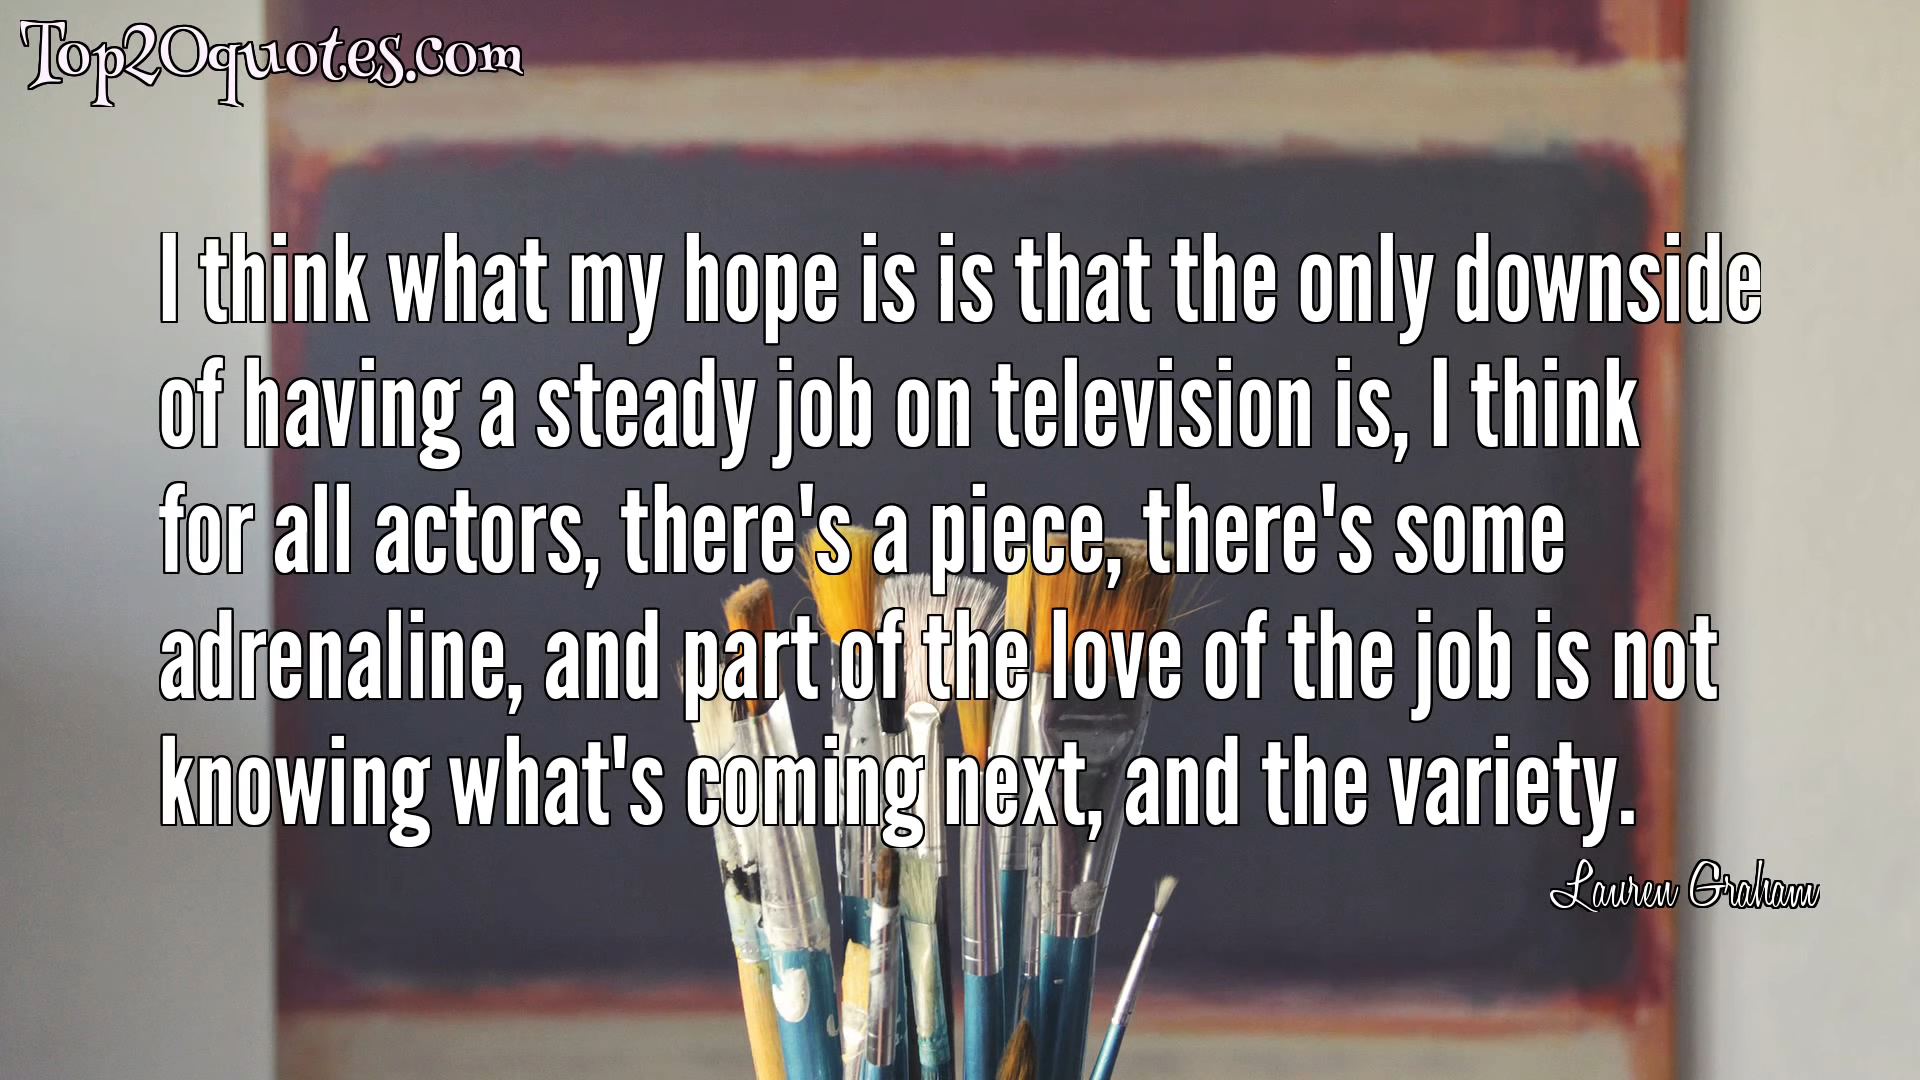 Top20quotes.com
I think what my hope is is that the only downside
of having a steady job on television is, I think
for all actors, there's a piece, there's some
adrenaline, and part of the love of the job is not
knowing what's coming next, and the variety.
Lauren Graham